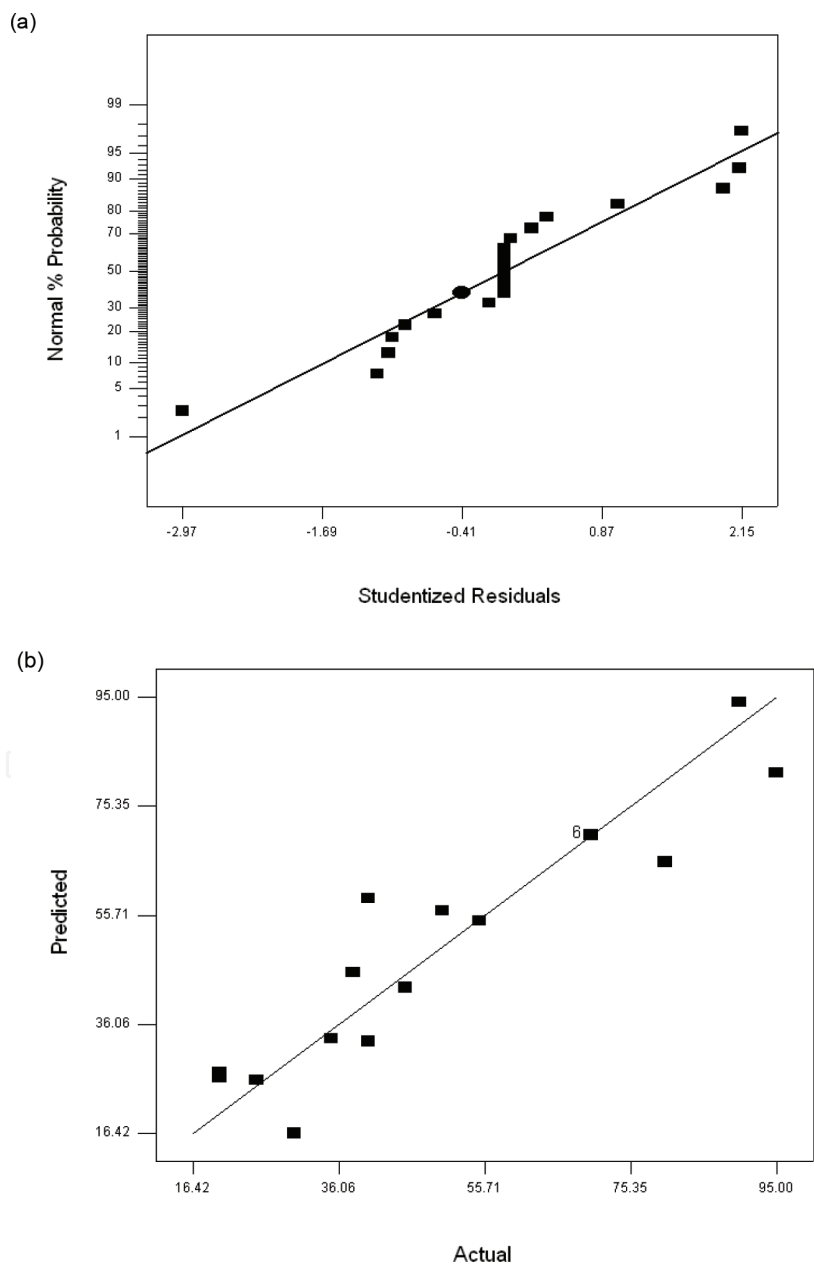 (a)
99
95
90
80
70
50
30
20
10
5
1
Normal % Probability
-2.97 -1.69 -0.41 0.87 2.15
Studentized Residuals
(b)
95.00
75.35
55.71
36.06
16.42
Predicted
6
16.42 36.06 55.71 75.35 95.00
Actual